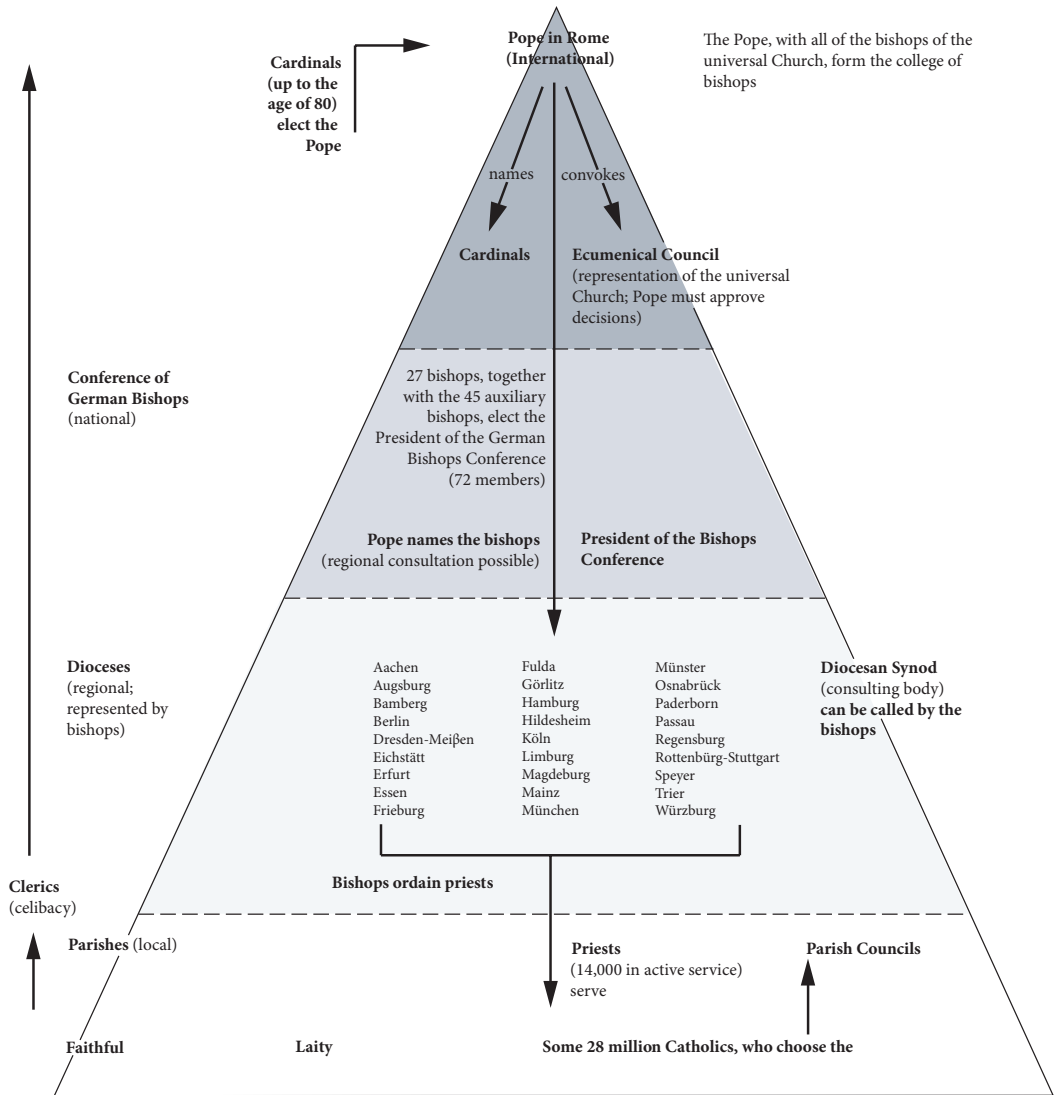 Pope in Rome
(International)
The Pope, with all of the bishops of the
universal Church, form the college of
bishops
Cardinals
(up to the
age of 80)
elect the
Pope
names
convokes
Cardinals
Ecumenical Council
(representation of the universal
Church; Pope must approve
decisions)
Conference of
German Bishops
(national)
27 bishops, together
with the 45 auxiliary
bishops, elect the
President of the German
Bishops Conference
(72 members)
Pope names the bishops
(regional consultation possible)
President of the Bishops
Conference
Dioceses
(regional;
represented by
bishops)
Aachen
Augsburg
Bamberg
Berlin
Dresden-Meiβen
Eichstätt
Erfurt
Essen
Frieburg
Fulda
Görlitz
Hamburg
Hildesheim
Köln
Limburg
Magdeburg
Mainz
München
Münster
Osnabrück
Paderborn
Passau
Regensburg
Rottenbürg-Stuttgart
Speyer
Trier
Würzburg
Diocesan Synod
(consulting body)
can be called by the
bishops
Bishops ordain priests
Clerics
(celibacy)
Parishes (local)
Priests
(14,000 in active service)
serve
Parish Councils
Faithful
Laity
Some 28 million Catholics, who choose the